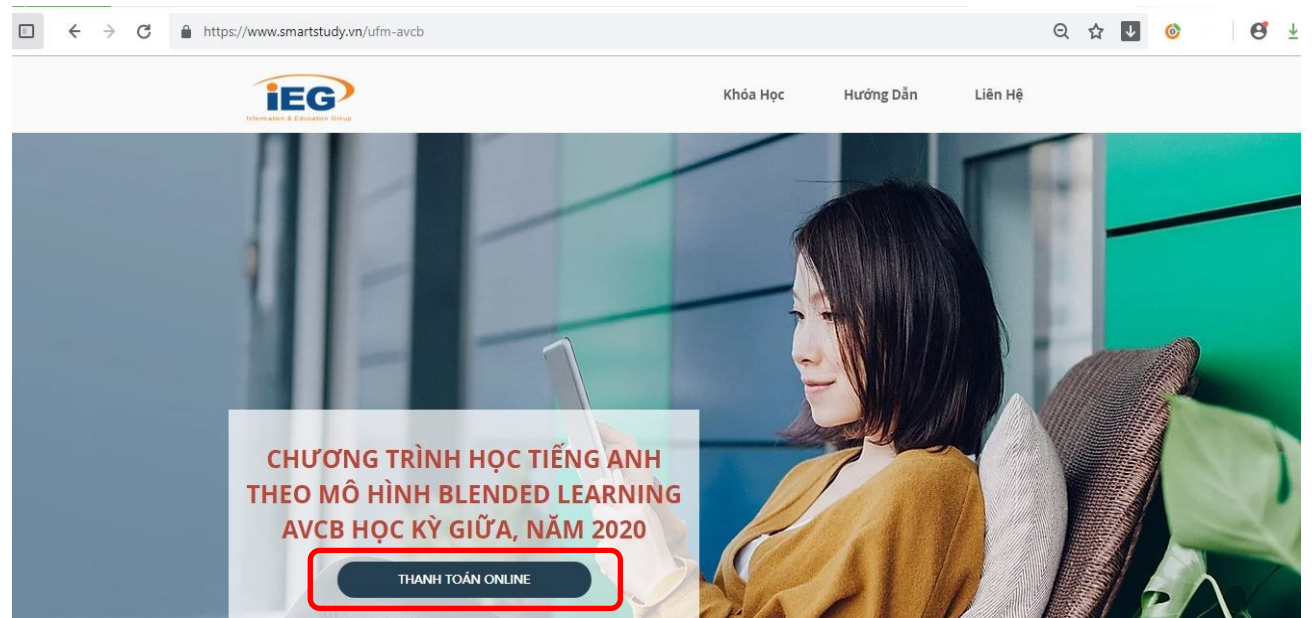 https://www.smartstudy.vn/ufm-avcb
iEG
Information & Education Group
Khóa Học
Hướng Dẫn
Liên Hệ
CHƯƠNG TRÌNH HỌC TIẾNG ANH
THEO MÔ HÌNH BLENDED LEARNING
AVCB HỌC KỲ GIỮA, NĂM 2020
THANH TOÁN ONLINE